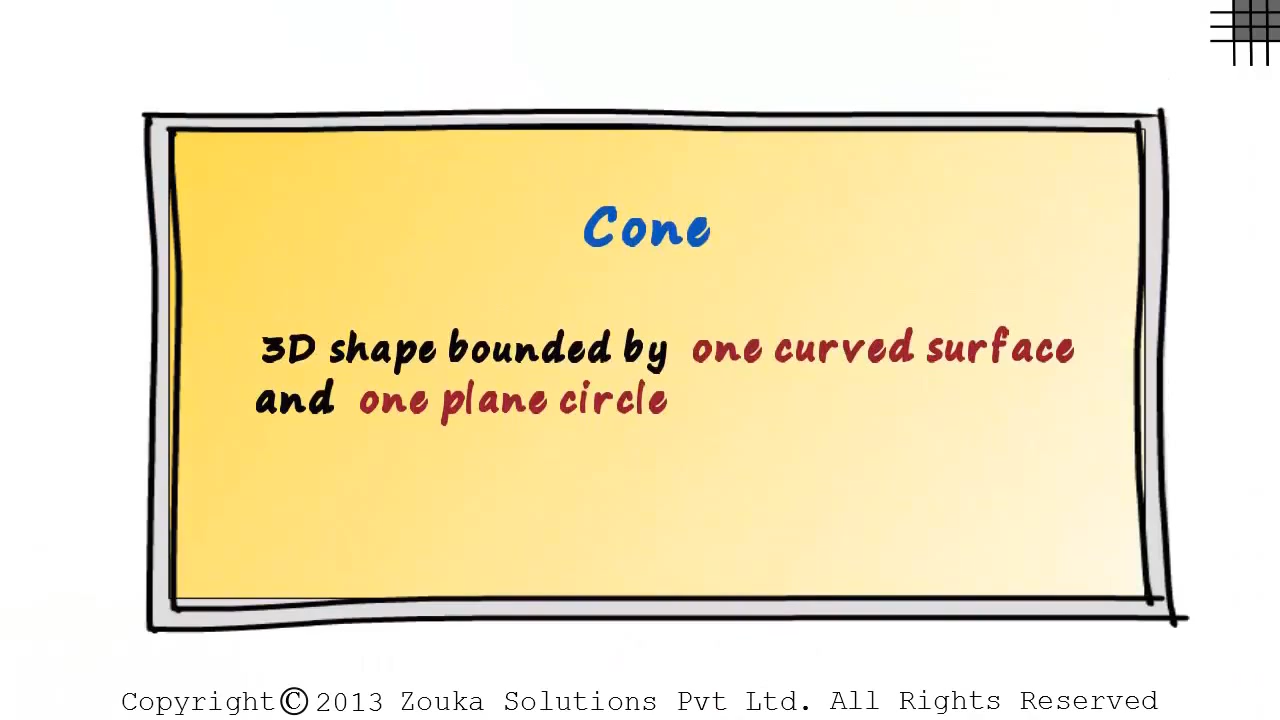 Cone
3D shape bounded by one curved surface
and one plane circle
Copyright©2013 Zouka Solutions Pvt Ltd. All Rights Reserved